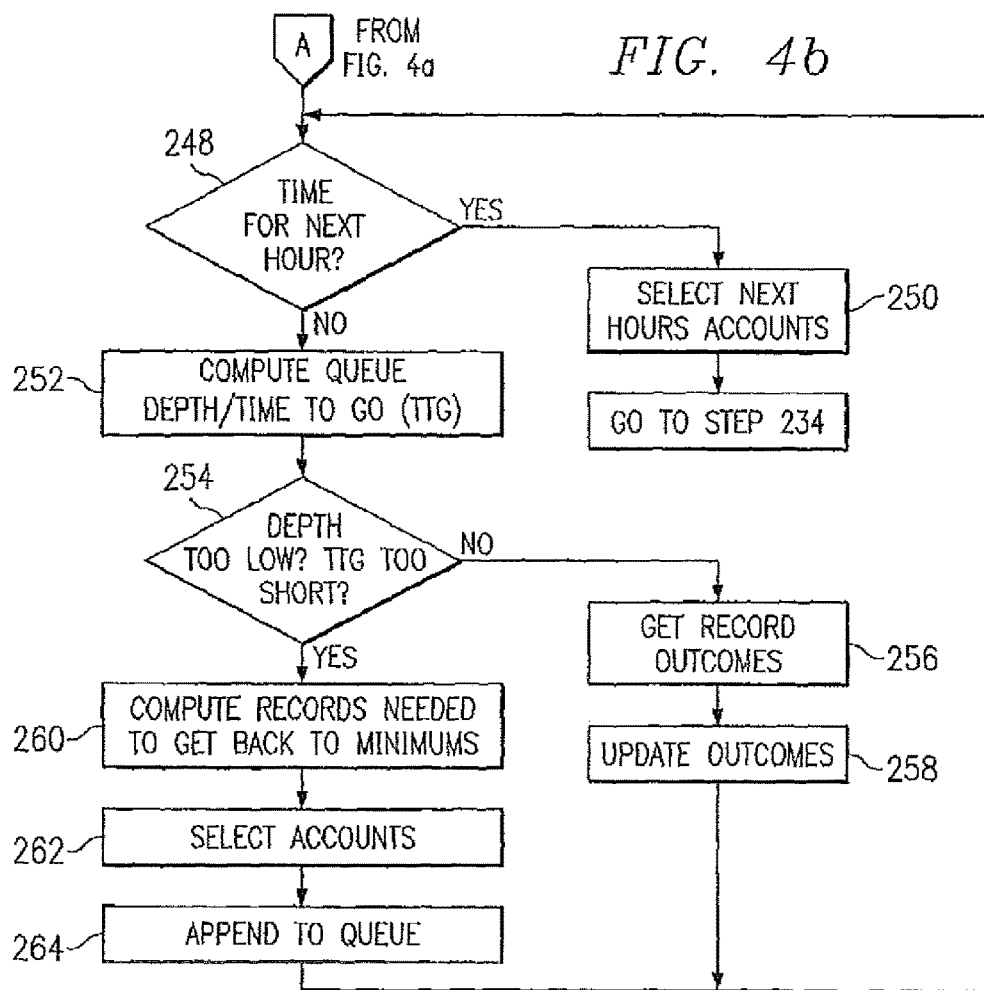 A
FROM
FIG. 4a
FIG. 4b
248
TIME
FOR NEXT
HOUR?
YES
NO
SELECT NEXT
HOURS ACCOUNTS
250
GO TO STEP 234
252
COMPUTE QUEUE
DEPTH/TIME TO GO (TTG)
254
DEPTH
TOO LOW? TTG TOO
SHORT?
NO
YES
GET RECORD
OUTCOMES
256
UPDATE OUTCOMES
258
260
COMPUTE RECORDS NEEDED
TO GET BACK TO MINIMUMS
262
SELECT ACCOUNTS
264
APPEND TO QUEUE